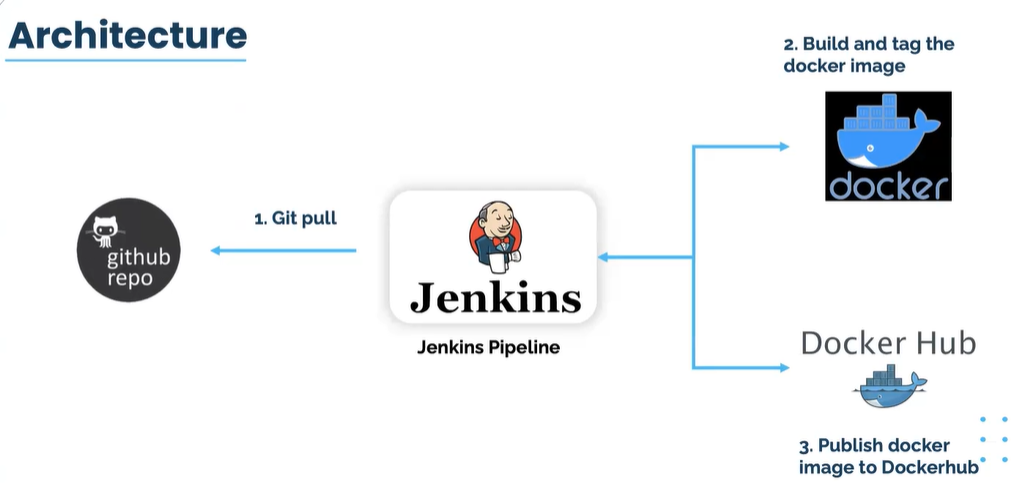 Architecture
2. Build and tag the
docker image
docker
1. Git pull
github
repo
Jenkins
Jenkins Pipeline
Docker Hub
3. Publish docker
image to Dockerhub